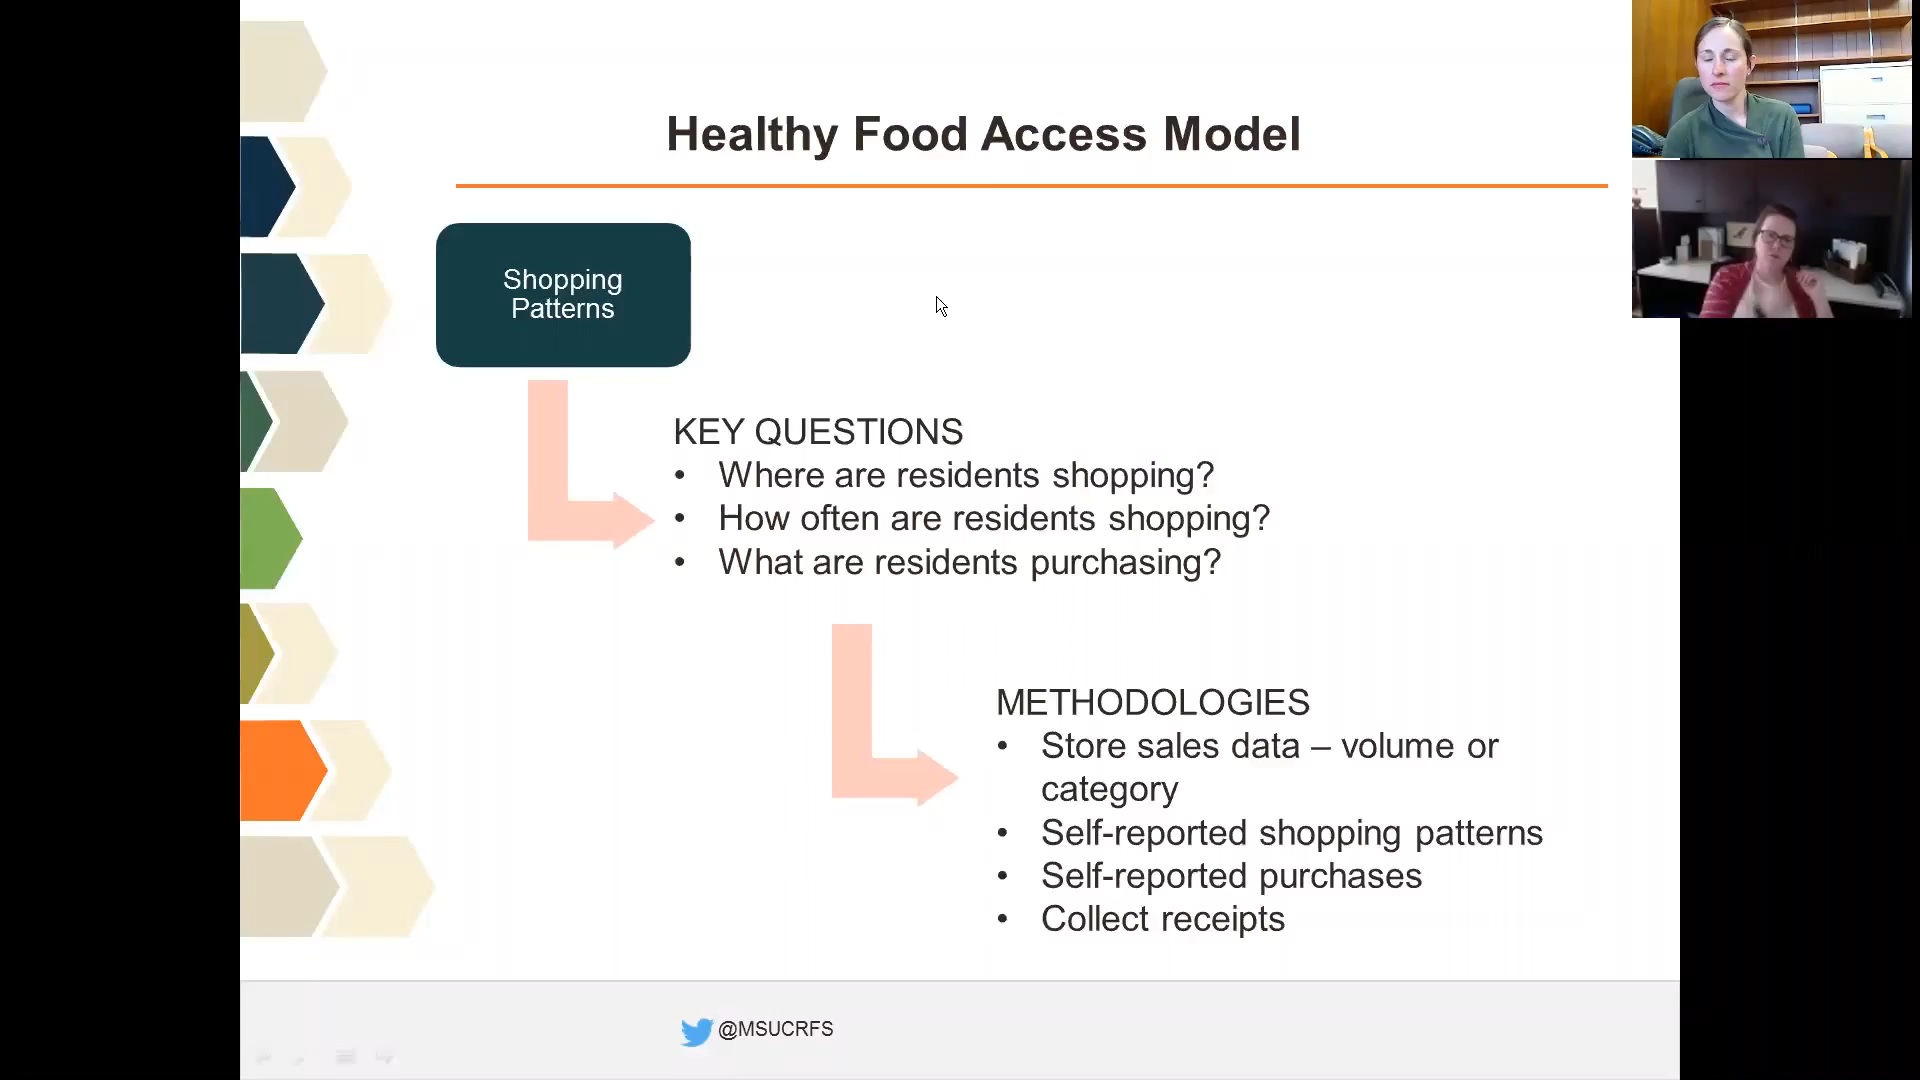 Healthy Food Access Model
Shopping
Patterns
KEY QUESTIONS
• Where are residents shopping?
• How often are residents shopping?
• What are residents purchasing?
METHODOLOGIES
• Store sales data – volume or
category
• Self-reported shopping patterns
• Self-reported purchases
• Collect receipts
@MSUCRFS